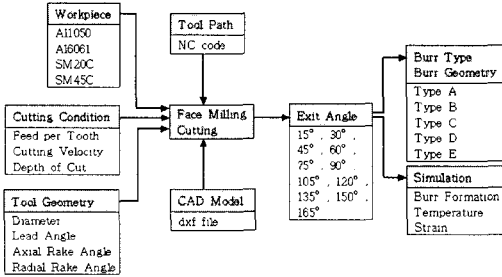 Workpiece
Al1050
Al6061
SM20C
SM45C
Cutting Condition
Feed per Tooth
Cutting Velocity
Depth of Cut
Tool Geometry
Diameter
Lead Angle
Axial Rake Angle
Radial Rake Angle
Tool Path
NC code
Face Milling
Cutting
CAD Model
dxf file
Exit Angle
15° , 30° ,
45° , 60° ,
75° , 90° ,
105° , 120° ,
135° , 150° ,
165°
Burr Type
Burr Geometry
Type A
Type B
Type C
Type D
Type E
Simulation
Burr Formation
Temperature
Strain